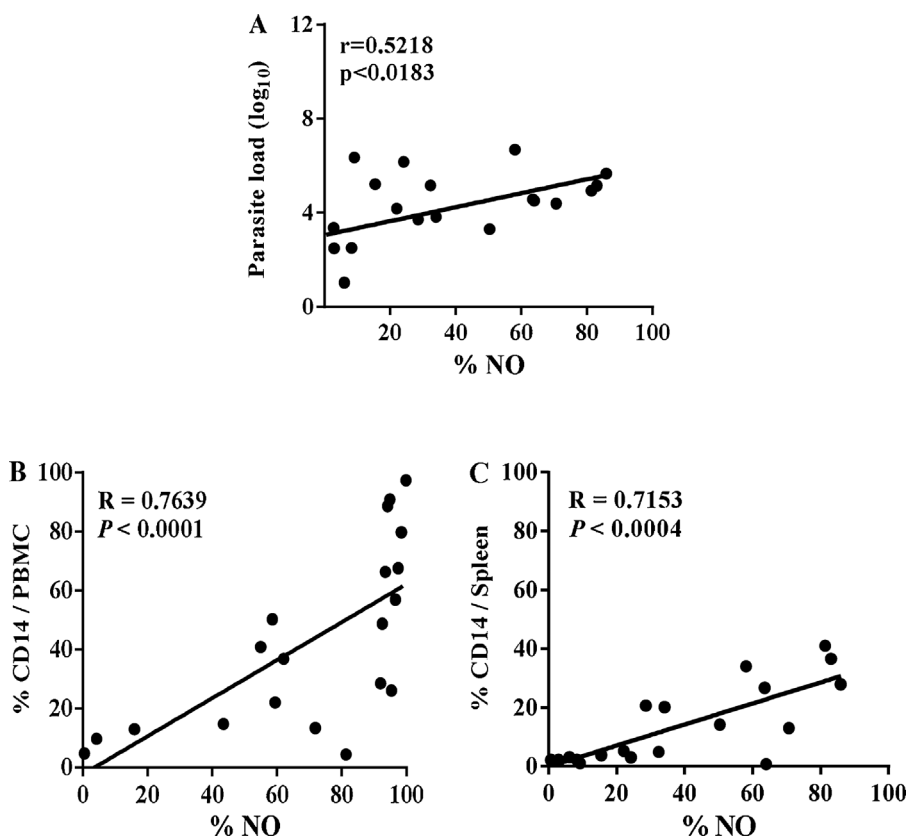 A
r=0.5218
p<0.0183
Parasite load (log10)
12
8
4
0
20 40 60 80 100
% NO
B
R = 0.7639
P < 0.0001
% CD14 / PBMC
100
80
60
40
20
0
0 20 40 60 80 100
% NO
C
R = 0.7153
P < 0.0004
% CD14 / Spleen
100
80
60
40
20
0
0 20 40 60 80 100
% NO